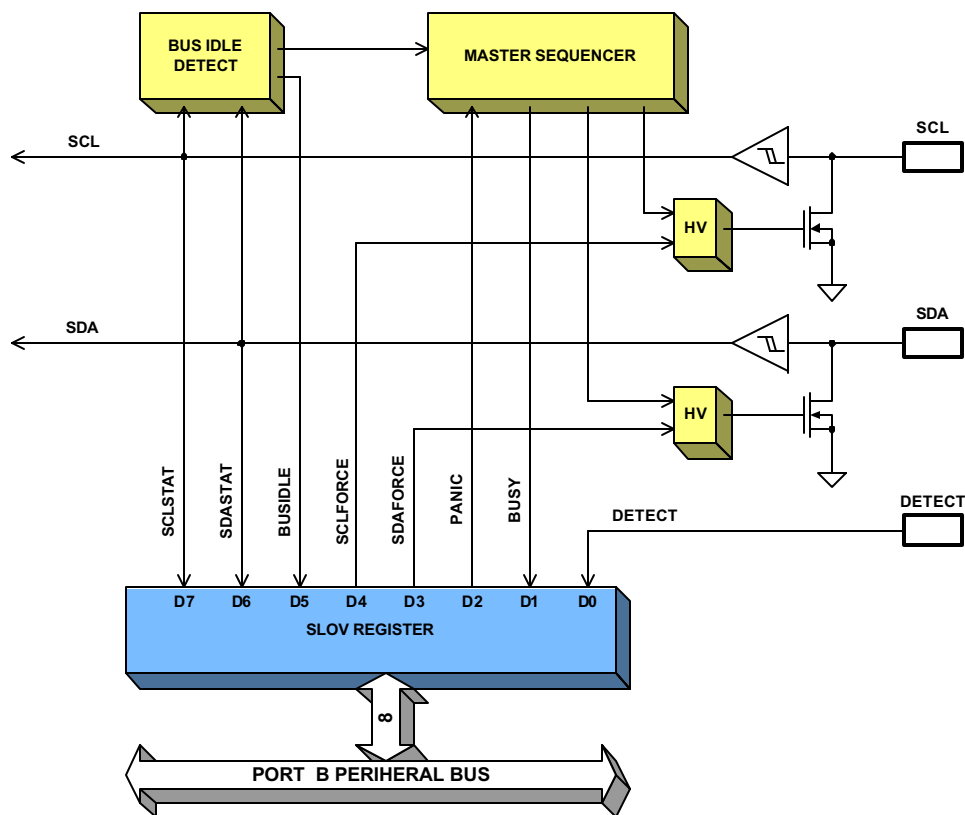 BUS IDLE
DETECT
MASTER SEQUENCER
SCL
SCL
HV
SDA
SDA
HV
SCLSTAT
SDASTAT
BUSIDLE
SCLFORCE
SDAFORCE
PANIC
BUSY
DETECT
DETECT
D7 D6 D5 D4 D3 D2 D1 D0
SLOV REGISTER
8
PORT B PERIHERAL BUS